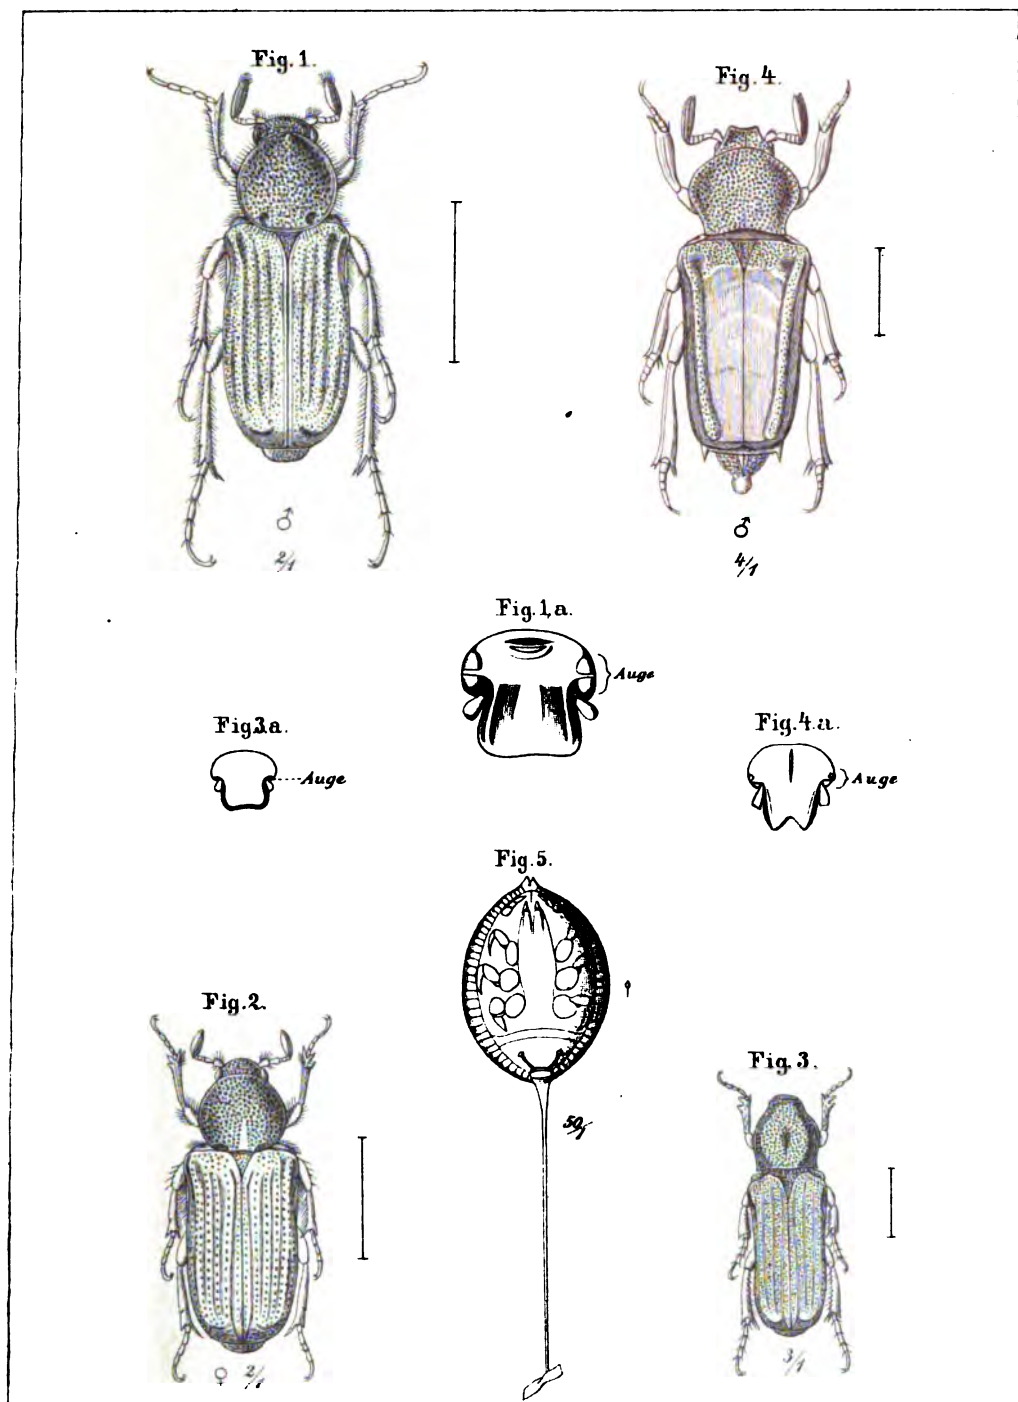 Fig. 1.
Fig. 4.
♂
2/1
♂
4/1
Fig. 1, a.
Auge
Fig 3. a.
Auge
Fig. 4. a.
Auge
Fig. 5.
50/1
Fig. 2.
♀ 2/1
Fig. 3.
3/1